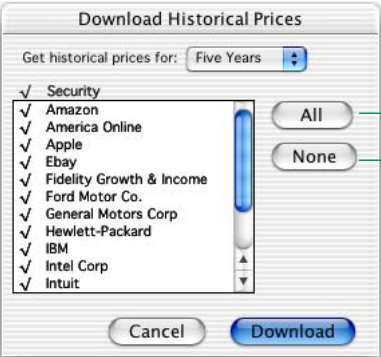 Download Historical Prices
Get historical prices for: Five Years
√ Security
√ Amazon
√ America Online
√ Apple
√ Ebay
√ Fidelity Growth & Income
√ Ford Motor Co.
√ General Motors Corp
√ Hewlett-Packard
√ IBM
√ Intel Corp
√ Intuit
All
None
Cancel Download